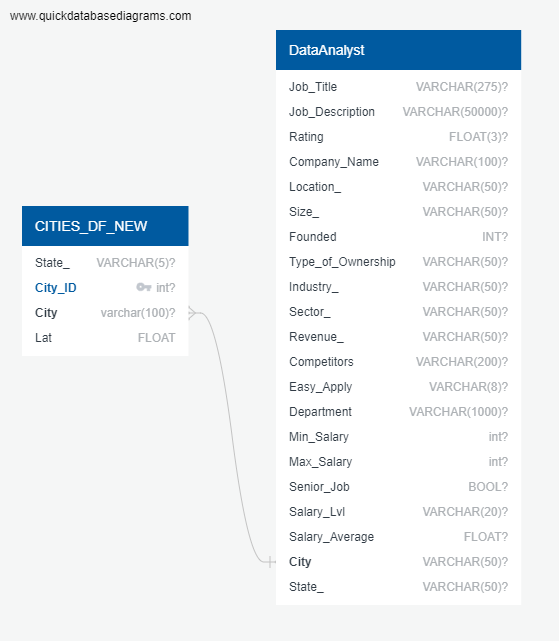 www.quickdatabasediagrams.com
DataAnalyst
Job_Title VARCHAR(275)?
Job_Description VARCHAR(50000)?
Rating FLOAT(3)?
Company_Name VARCHAR(100)?
Location_ VARCHAR(50)?
Size_ VARCHAR(50)?
Founded INT?
Type_of_Ownership VARCHAR(50)?
Industry_ VARCHAR(50)?
Sector_ VARCHAR(50)?
Revenue_ VARCHAR(50)?
Competitors VARCHAR(200)?
Easy_Apply VARCHAR(8)?
Department VARCHAR(1000)?
Min_Salary int?
Max_Salary int?
Senior_Job BOOL?
Salary_Lvl VARCHAR(20)?
Salary_Average FLOAT?
City VARCHAR(50)?
State_ VARCHAR(50)?
CITIES_DF_NEW
State_ VARCHAR(5)?
City_ID int?
City varchar(100)?
Lat FLOAT